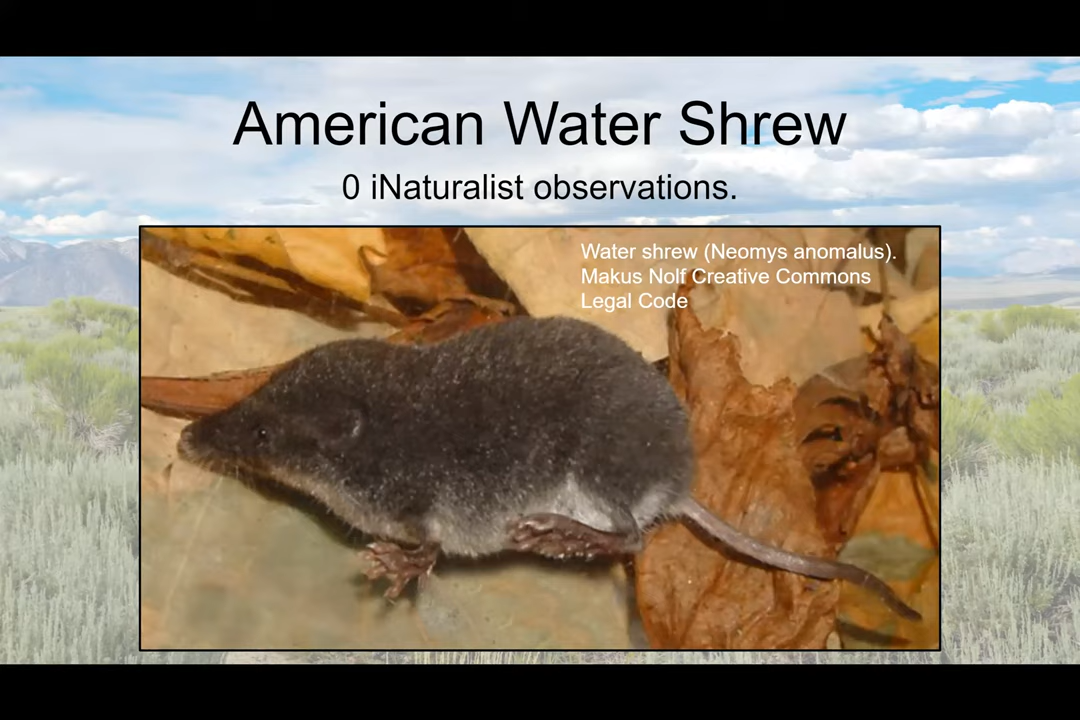 American Water Shrew
0 iNaturalist observations.
Water shrew (Neomys anomalus).
Makus Nolf Creative Commons
Legal Code